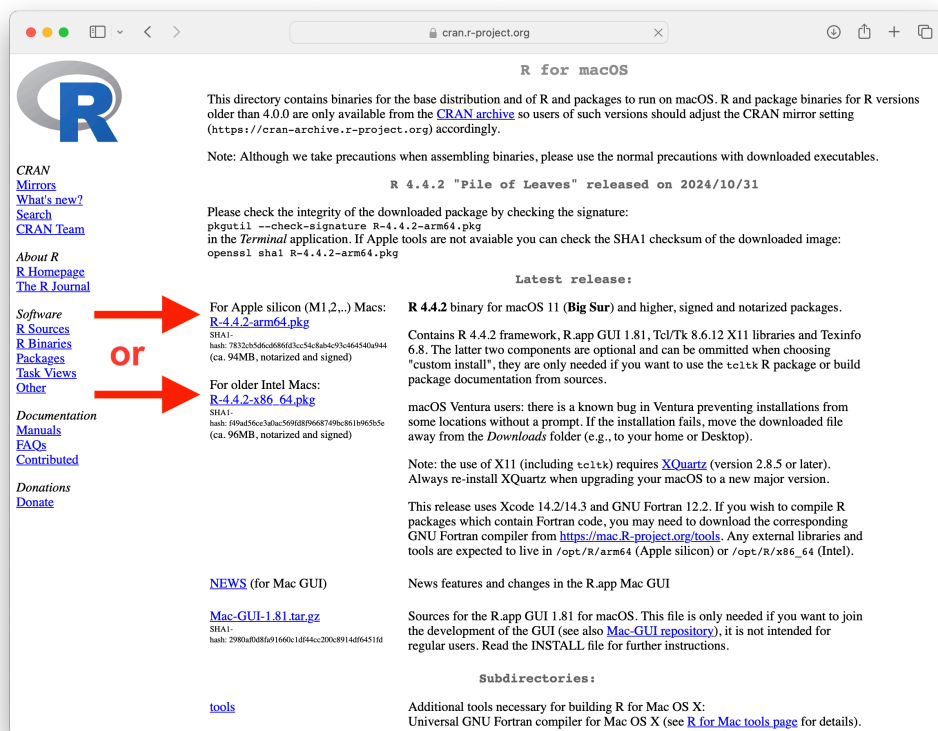 cran.r-project.org
R
R for macOS
This directory contains binaries for the base distribution and of R and packages to run on macOS. R and package binaries for R versions
older than 4.0.0 are only available from the CRAN archive so users of such versions should adjust the CRAN mirror setting
(https://cran-archive.r-project.org) accordingly.
Note: Although we take precautions when assembling binaries, please use the normal precautions with downloaded executables.
CRAN
Mirrors
What's new?
Search
CRAN Team
About R
R Homepage
The R Journal
Software
R Sources
R Binaries
Packages
Task Views
Other
Documentation
Manuals
FAQs
Contributed
Donations
Donate
or
R 4.4.2 "Pile of Leaves" released on 2024/10/31
Please check the integrity of the downloaded package by checking the signature:
pkgutil --check-signature R-4.4.2-arm64.pkg
in the Terminal application. If Apple tools are not avaiable you can check the SHA1 checksum of the downloaded image:
openssl sha1 R-4.4.2-arm64.pkg
Latest release:
For Apple silicon (M1,2,..) Macs:
R-4.4.2-arm64.pkg
SHA1-
hash: 7832cb5d6cd686fd3cc54c8ab4c93c464540a944
(ca. 94MB, notarized and signed)
For older Intel Macs:
R-4.4.2-x86_64.pkg
SHA1-
hash: f49ad56ce3a0ac569fd8f9668749bc861b965b5e
(ca. 96MB, notarized and signed)
R 4.4.2 binary for macOS 11 (Big Sur) and higher, signed and notarized packages.
Contains R 4.4.2 framework, R.app GUI 1.81, Tcl/Tk 8.6.12 X11 libraries and Texinfo
6.8. The latter two components are optional and can be ommitted when choosing
"custom install", they are only needed if you want to use the tcltk R package or build
package documentation from sources.
macOS Ventura users: there is a known bug in Ventura preventing installations from
some locations without a prompt. If the installation fails, move the downloaded file
away from the Downloads folder (e.g., to your home or Desktop).
Note: the use of X11 (including tcltk) requires XQuartz (version 2.8.5 or later).
Always re-install XQuartz when upgrading your macOS to a new major version.
This release uses Xcode 14.2/14.3 and GNU Fortran 12.2. If you wish to compile R
packages which contain Fortran code, you may need to download the corresponding
GNU Fortran compiler from https://mac.R-project.org/tools. Any external libraries and
tools are expected to live in /opt/R/arm64 (Apple silicon) or /opt/R/x86_64 (Intel).
NEWS (for Mac GUI)
News features and changes in the R.app Mac GUI
Mac-GUI-1.81.tar.gz
SHA1-
hash: 2980af0d8fa91660c1df44cc200c8914df6451fd
Sources for the R.app GUI 1.81 for macOS. This file is only needed if you want to join
the development of the GUI (see also Mac-GUI repository), it is not intended for
regular users. Read the INSTALL file for further instructions.
Subdirectories:
tools
Additional tools necessary for building R for Mac OS X:
Universal GNU Fortran compiler for Mac OS X (see R for Mac tools page for details).